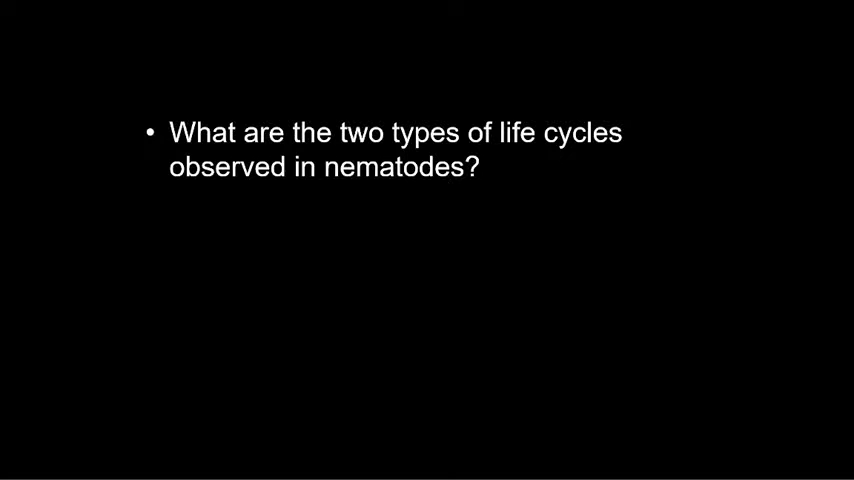 • What are the two types of life cycles
observed in nematodes?